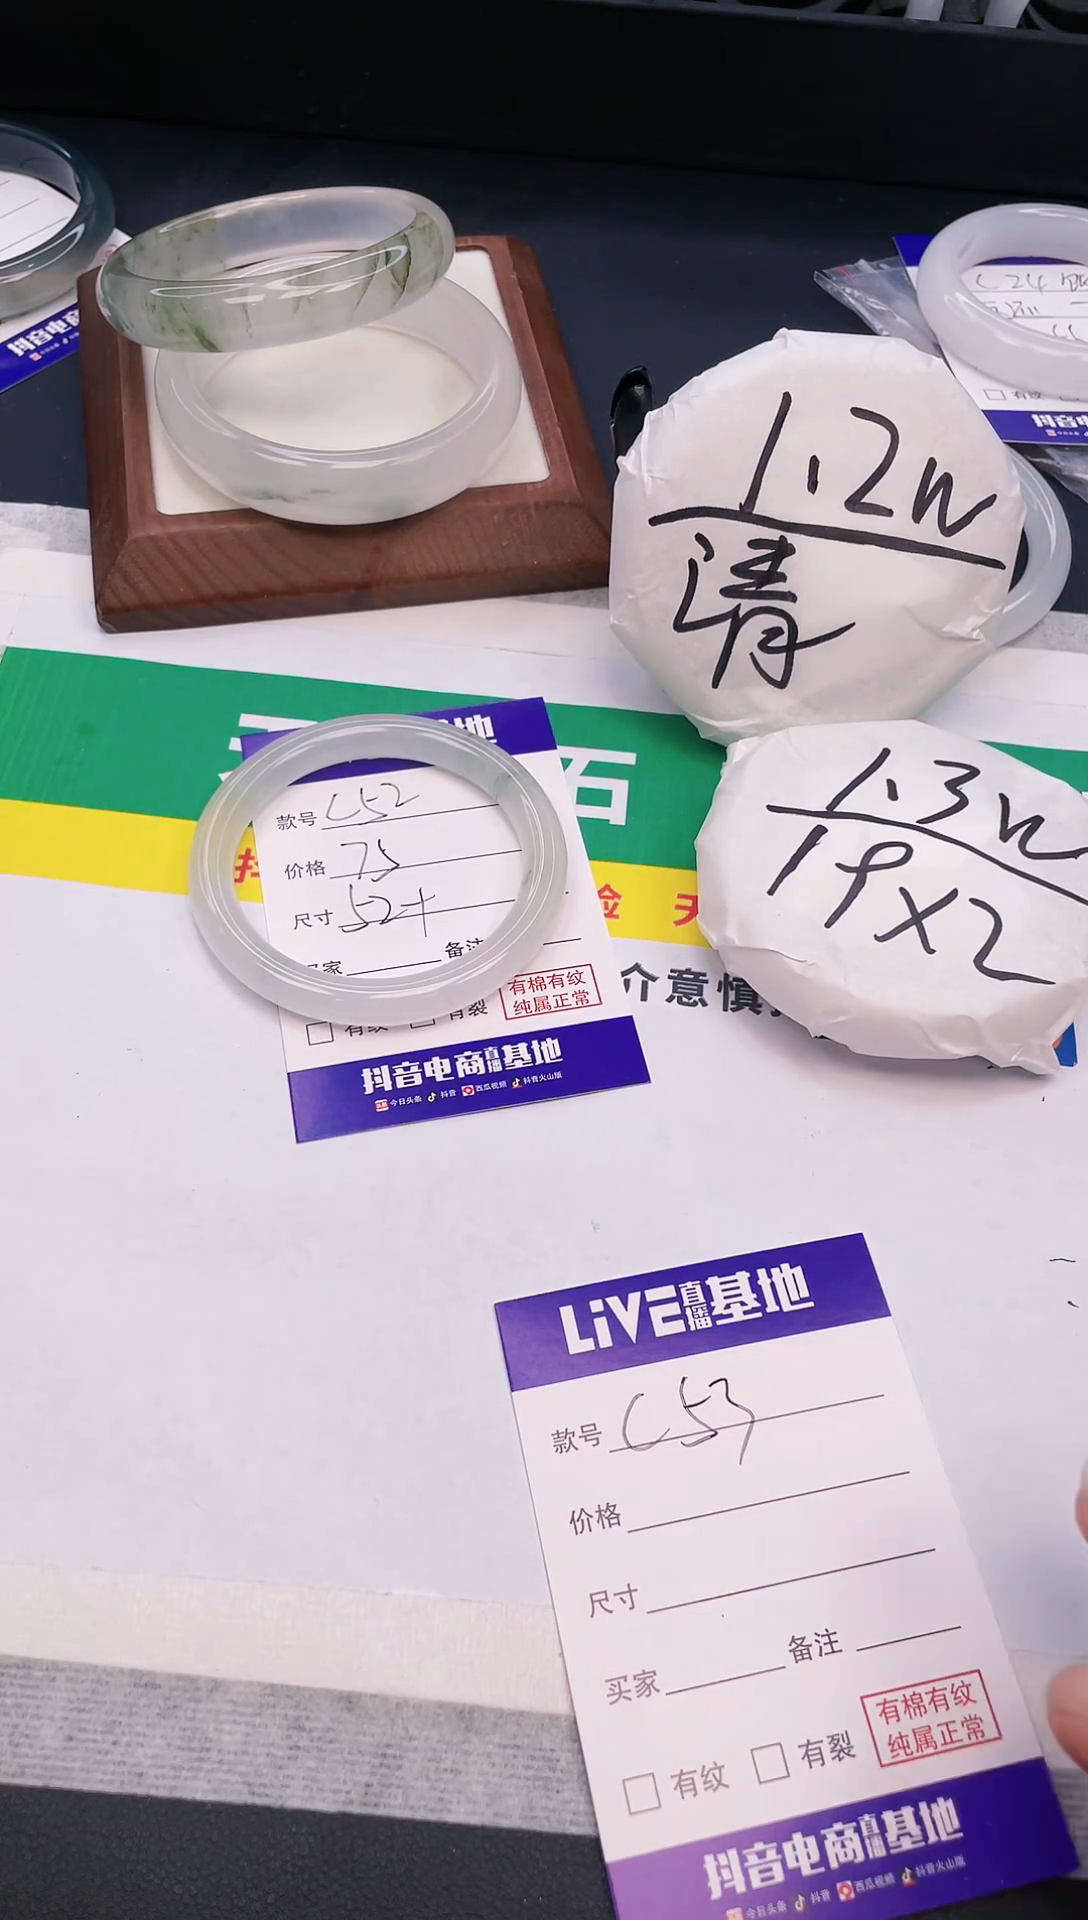 C24
有
1.2w
清
1.3w
19X2
石
地
款号 C52
价格 75
尺寸 52+
家 备注
有纹 有裂
有棉有纹
纯属正常
抖音电商直播基地
今日头条 抖音 西瓜视频 抖音火山版
介意慎
LiVE直播基地
款号 C53
价格
尺寸
买家 备注
有纹 有裂
有棉有纹
纯属正常
抖音电商直播基地
今日头条 抖音 西瓜视频 抖音火山版